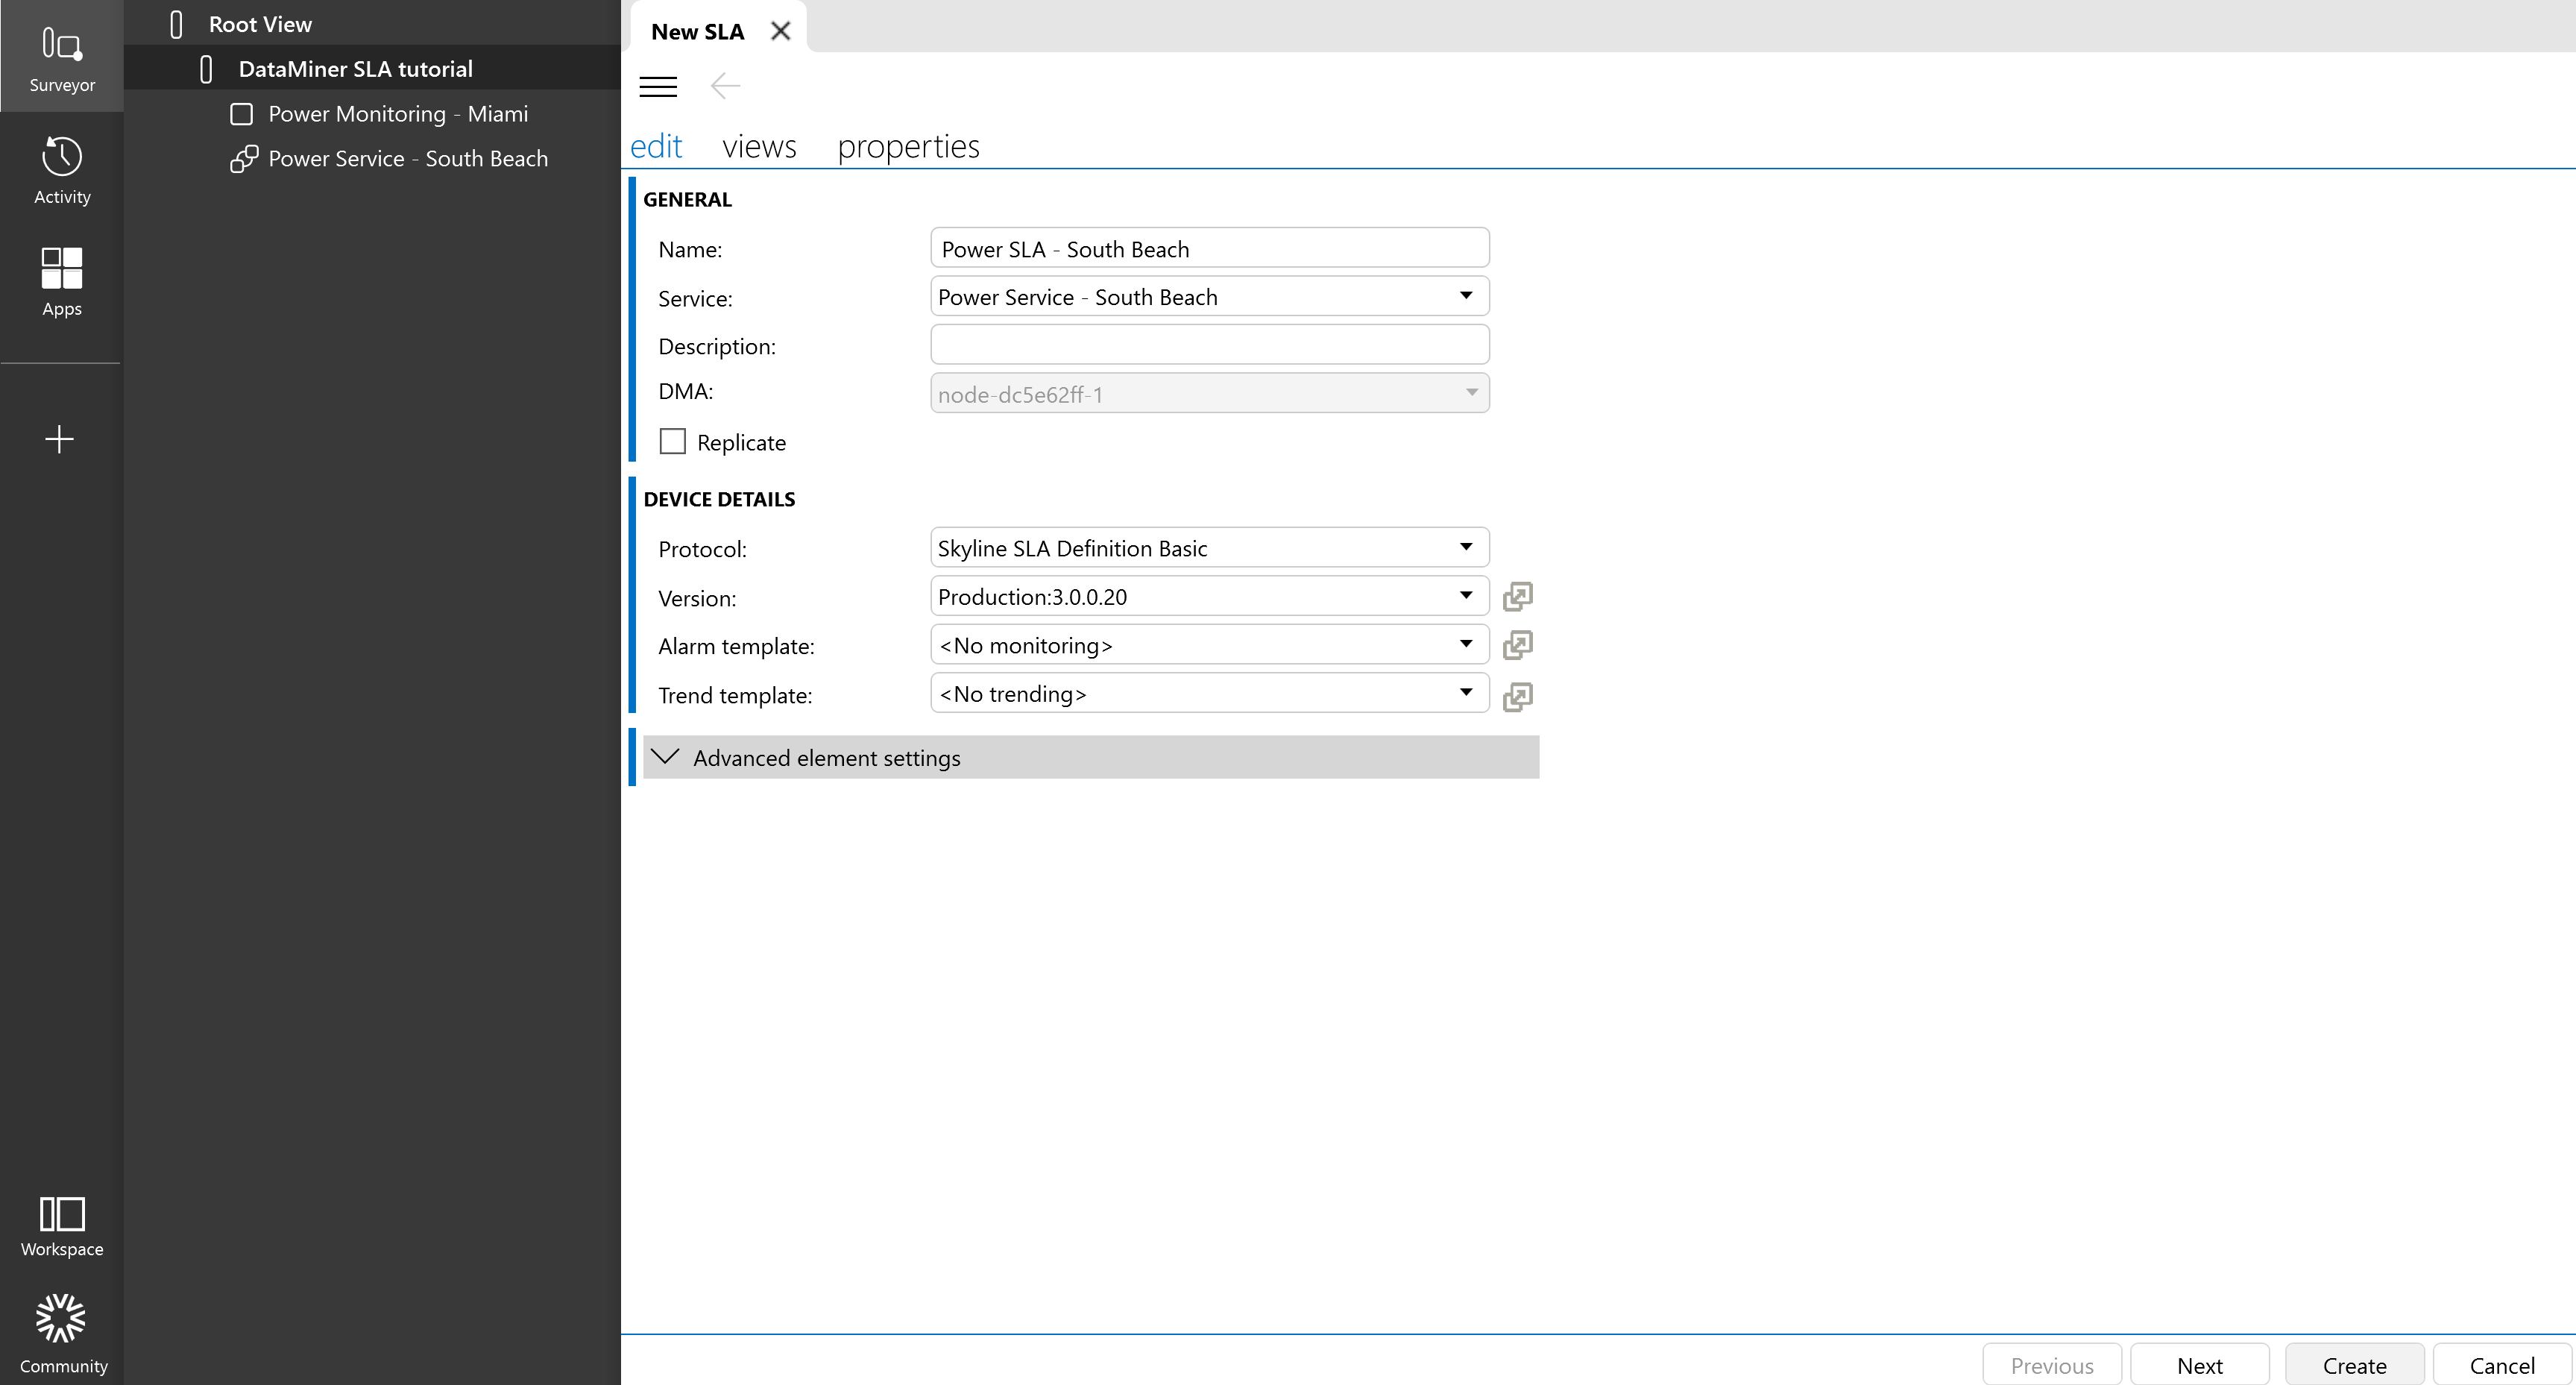 Surveyor
Activity
Apps
Workspace
Community
Root View
DataMiner SLA tutorial
Power Monitoring - Miami
Power Service - South Beach
New SLA
edit views properties
GENERAL
Name: Power SLA - South Beach
Service: Power Service - South Beach
Description:
DMA: node-dc5e62ff-1
Replicate
DEVICE DETAILS
Protocol: Skyline SLA Definition Basic
Version: Production:3.0.0.20
Alarm template: <No monitoring>
Trend template: <No trending>
Advanced element settings
Previous Next Create Cancel